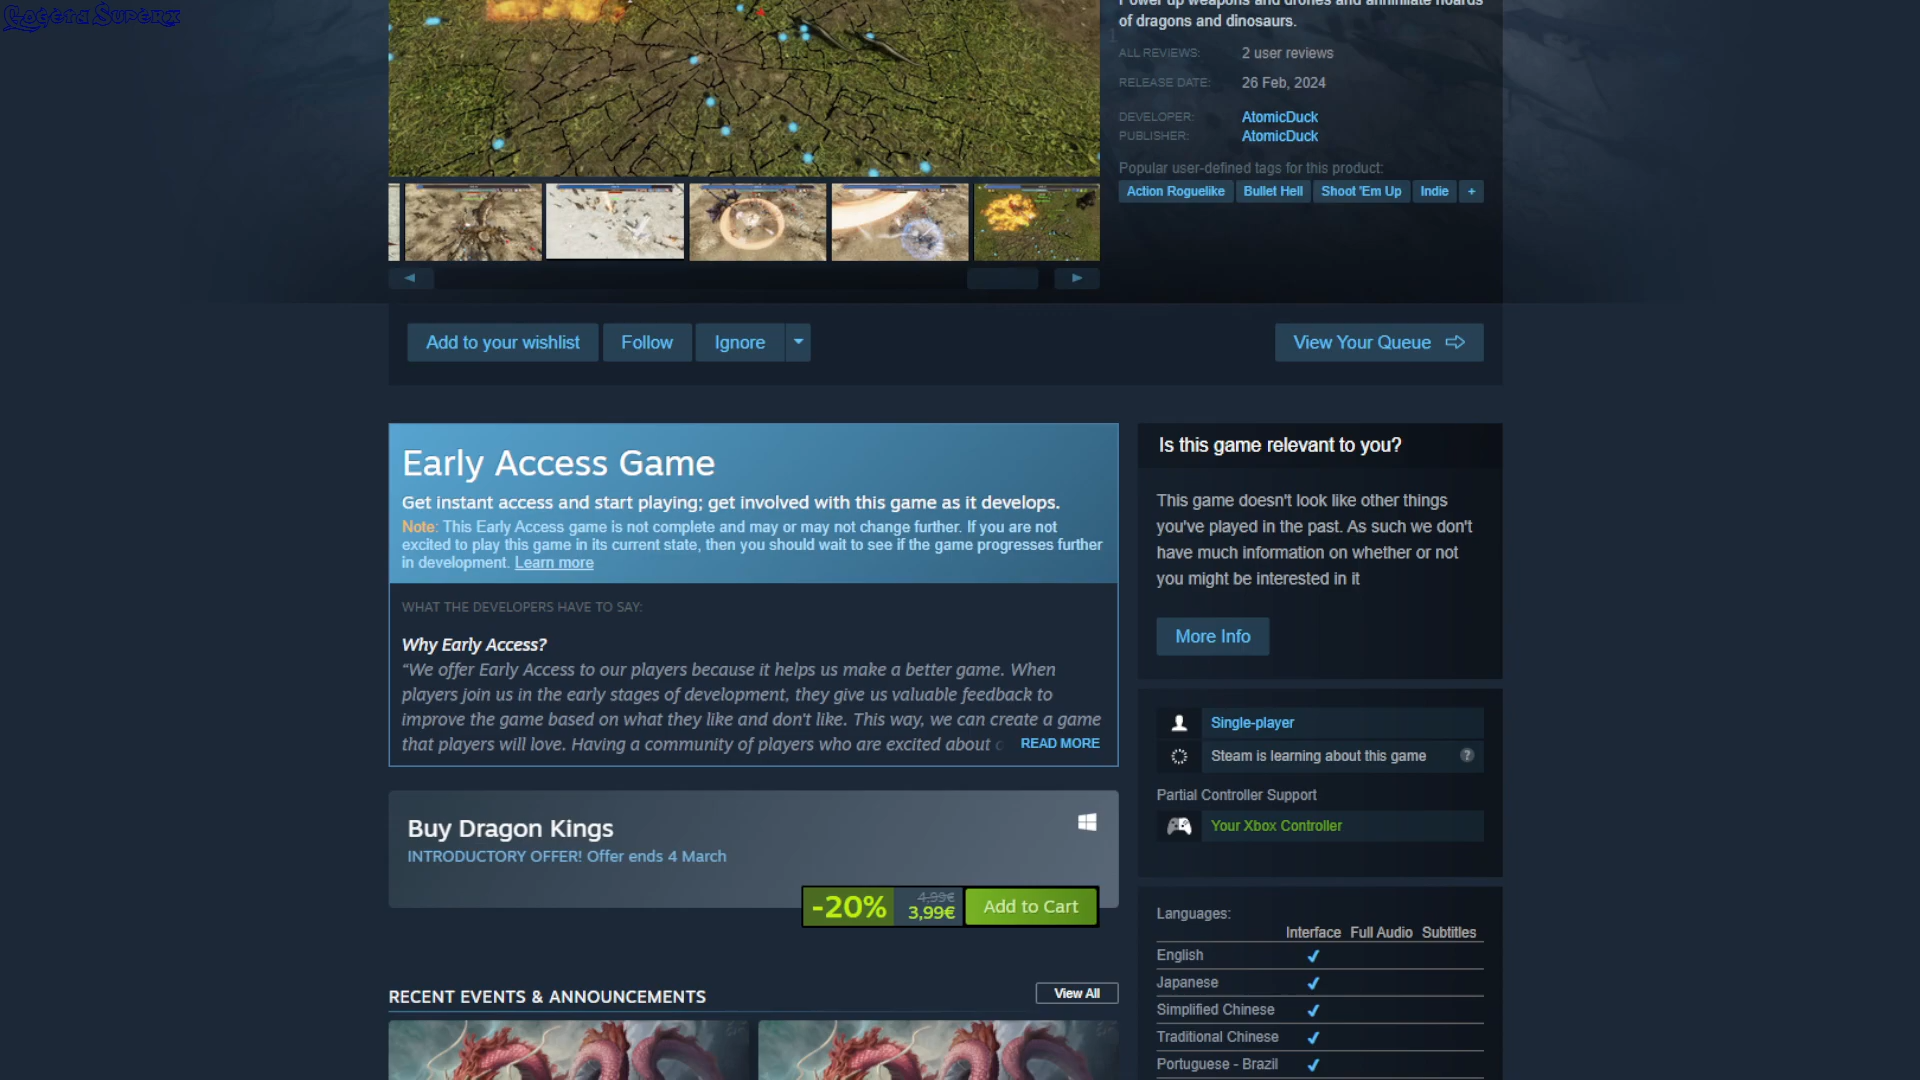 Gogeta Superx
Power up weapons and drones and annihilate hoards
of dragons and dinosaurs.
ALL REVIEWS: 2 user reviews
RELEASE DATE: 26 Feb, 2024
DEVELOPER: AtomicDuck
PUBLISHER: AtomicDuck
Popular user-defined tags for this product:
Action Roguelike Bullet Hell Shoot 'Em Up Indie +
Add to your wishlist Follow Ignore
View Your Queue
Early Access Game
Get instant access and start playing; get involved with this game as it develops.
Note: This Early Access game is not complete and may or may not change further. If you are not
excited to play this game in its current state, then you should wait to see if the game progresses further
in development. Learn more
WHAT THE DEVELOPERS HAVE TO SAY:
Why Early Access?
“We offer Early Access to our players because it helps us make a better game. When
players join us in the early stages of development, they give us valuable feedback to
improve the game based on what they like and don't like. This way, we can create a game
that players will love. Having a community of players who are excited about READ MORE
Buy Dragon Kings
INTRODUCTORY OFFER! Offer ends 4 March
-20%
4,99€
3,99€
Add to Cart
RECENT EVENTS & ANNOUNCEMENTS
View All
Is this game relevant to you?
This game doesn't look like other things
you've played in the past. As such we don't
have much information on whether or not
you might be interested in it
More Info
Single-player
Steam is learning about this game ?
Partial Controller Support
Your Xbox Controller
Languages:
Interface Full Audio Subtitles
English ✔
Japanese ✔
Simplified Chinese ✔
Traditional Chinese ✔
Portuguese - Brazil ✔